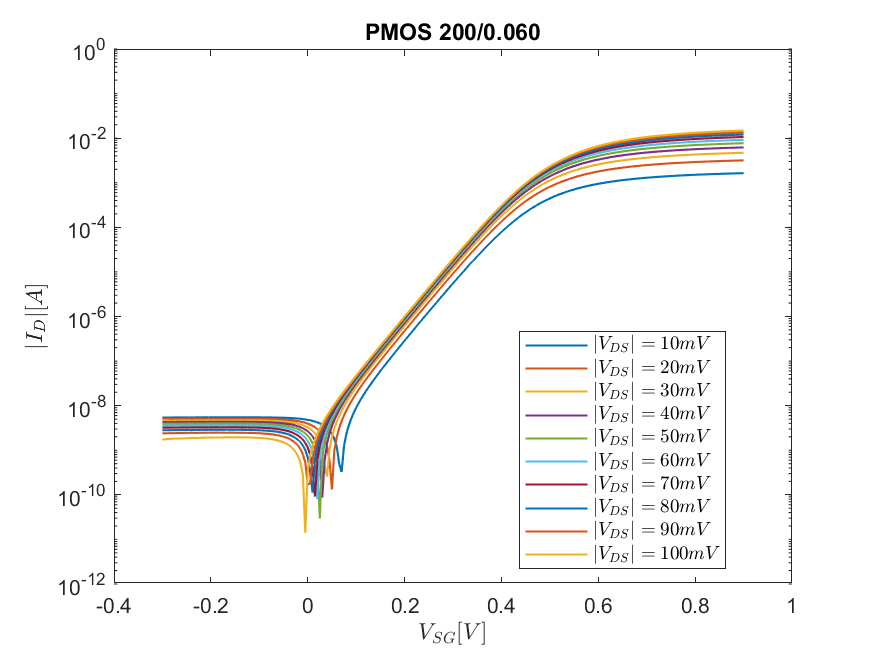 PMOS 200/0.060
10^0
10^-2
10^-4
10^-6
10^-8
10^-10
10^-12
|I_D|[A]
-0.4 -0.2 0 0.2 0.4 0.6 0.8 1
V_SG[V]
|V_DS| = 10mV
|V_DS| = 20mV
|V_DS| = 30mV
|V_DS| = 40mV
|V_DS| = 50mV
|V_DS| = 60mV
|V_DS| = 70mV
|V_DS| = 80mV
|V_DS| = 90mV
|V_DS| = 100mV